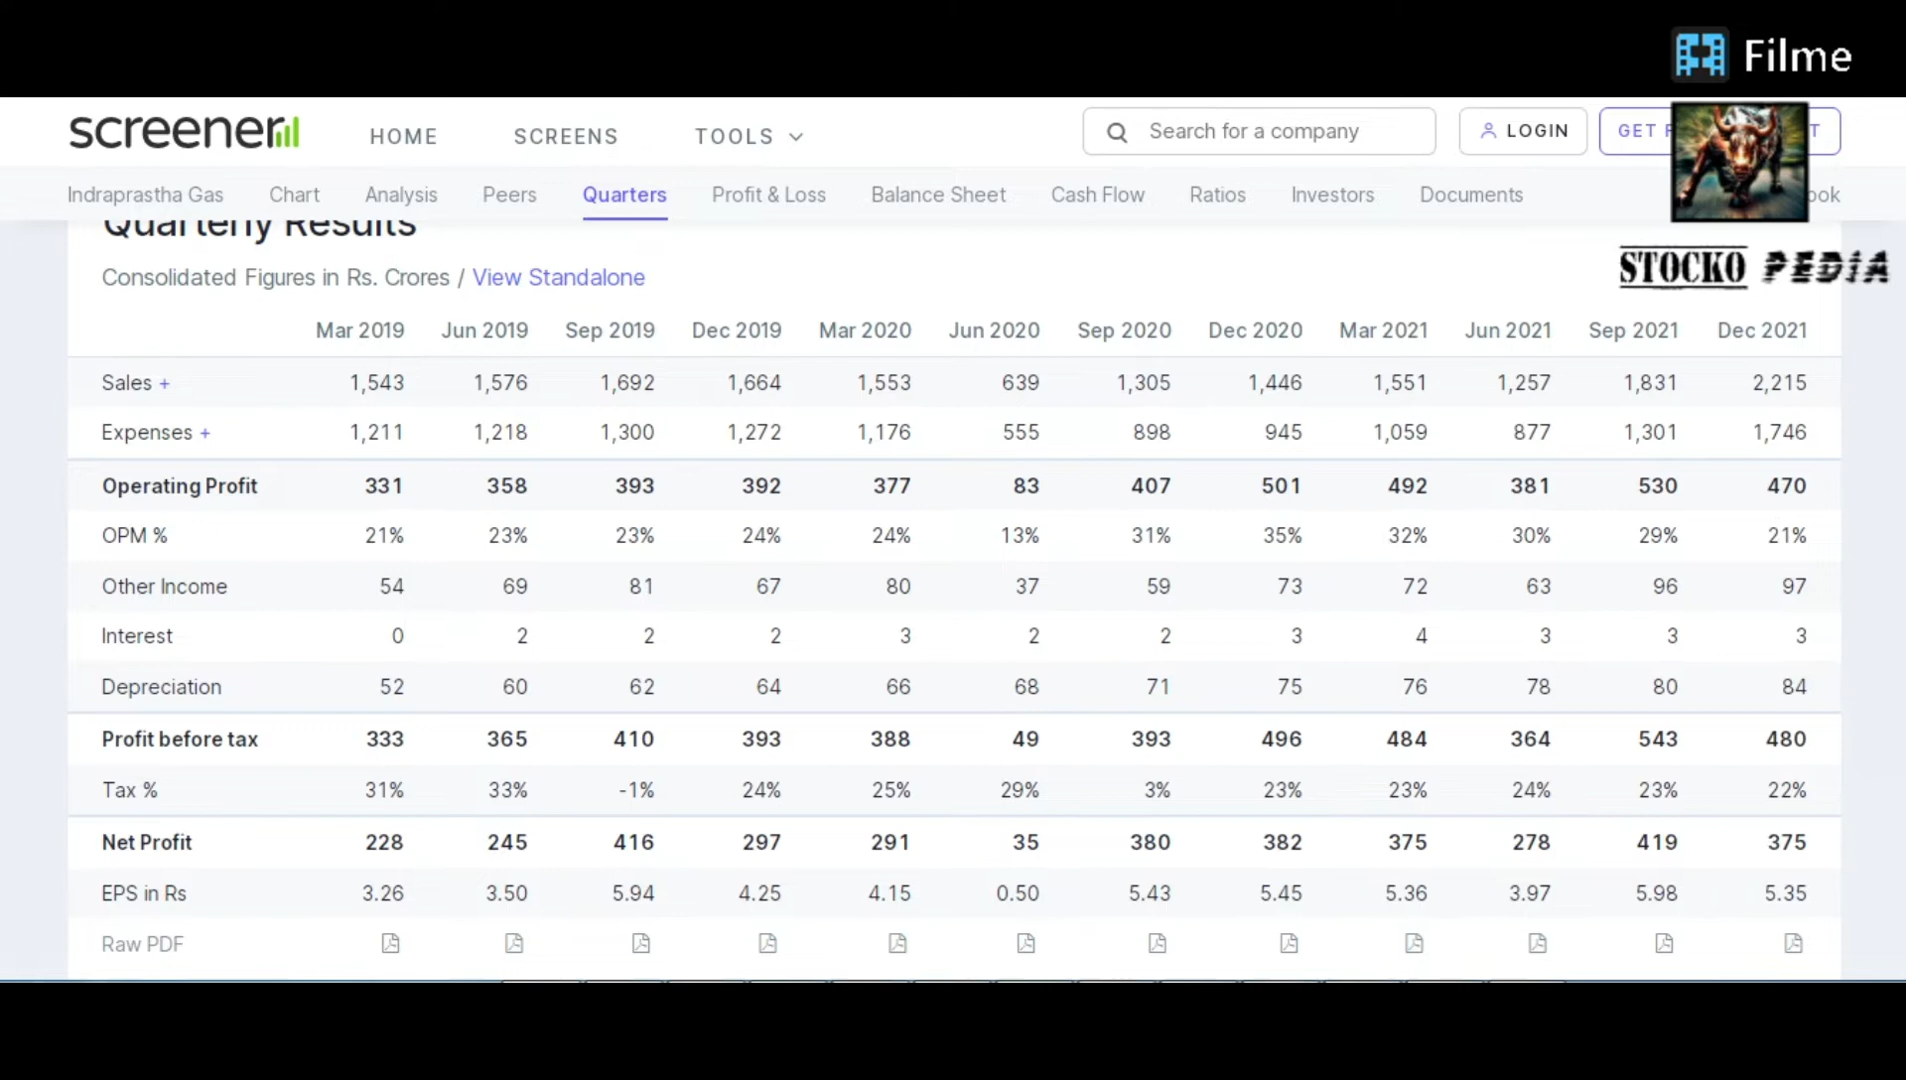 Filme
screener
HOME SCREENS TOOLS
Search for a company
LOGIN
GET
Indraprastha Gas Chart Analysis Peers Quarters Profit & Loss Balance Sheet Cash Flow Ratios Investors Documents
Quarterly Results
STOCKO PEDIA
Consolidated Figures in Rs. Crores / View Standalone
Mar 2019 Jun 2019 Sep 2019 Dec 2019 Mar 2020 Jun 2020 Sep 2020 Dec 2020 Mar 2021 Jun 2021 Sep 2021 Dec 2021
Sales + 1,543 1,576 1,692 1,664 1,553 639 1,305 1,446 1,551 1,257 1,831 2,215
Expenses + 1,211 1,218 1,300 1,272 1,176 555 898 945 1,059 877 1,301 1,746
Operating Profit 331 358 393 392 377 83 407 501 492 381 530 470
OPM % 21% 23% 23% 24% 24% 13% 31% 35% 32% 30% 29% 21%
Other Income 54 69 81 67 80 37 59 73 72 63 96 97
Interest 0 2 2 2 3 2 2 3 4 3 3 3
Depreciation 52 60 62 64 66 68 71 75 76 78 80 84
Profit before tax 333 365 410 393 388 49 393 496 484 364 543 480
Tax % 31% 33% -1% 24% 25% 29% 3% 23% 23% 24% 23% 22%
Net Profit 228 245 416 297 291 35 380 382 375 278 419 375
EPS in Rs 3.26 3.50 5.94 4.25 4.15 0.50 5.43 5.45 5.36 3.97 5.98 5.35
Raw PDF